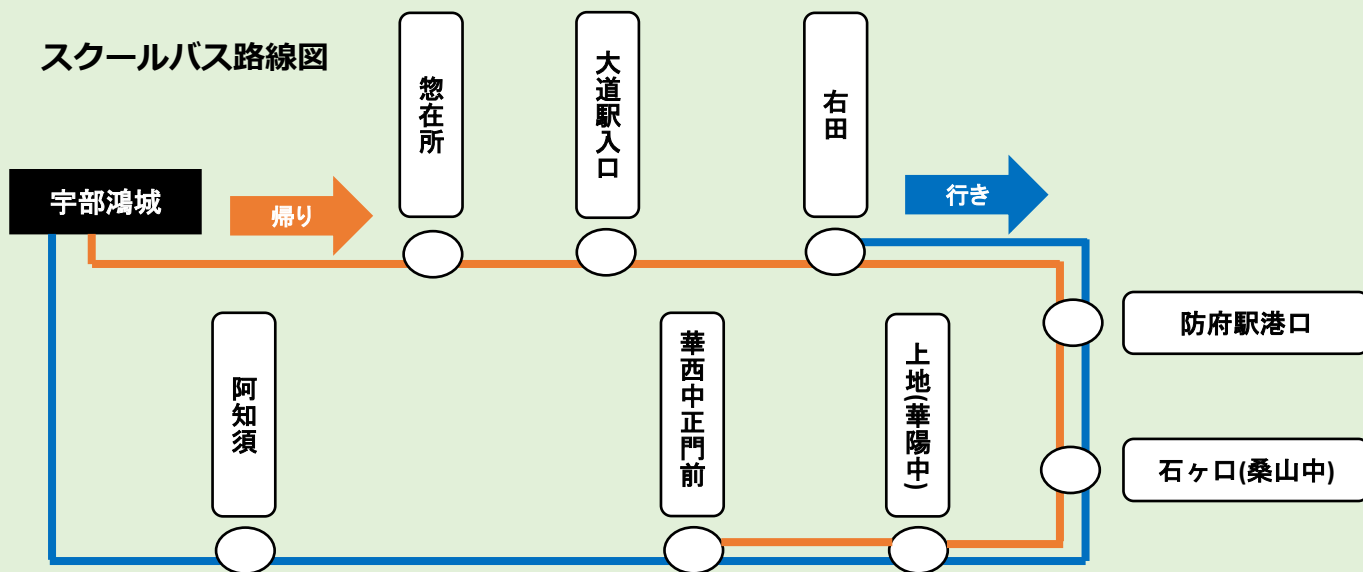 スクールバス路線図
惣在所
大道駅入口
右田
宇部鴻城
帰り
行き
防府駅港口
阿知須
華西中正門前
上地(華陽中)
石ヶ口(桑山中)